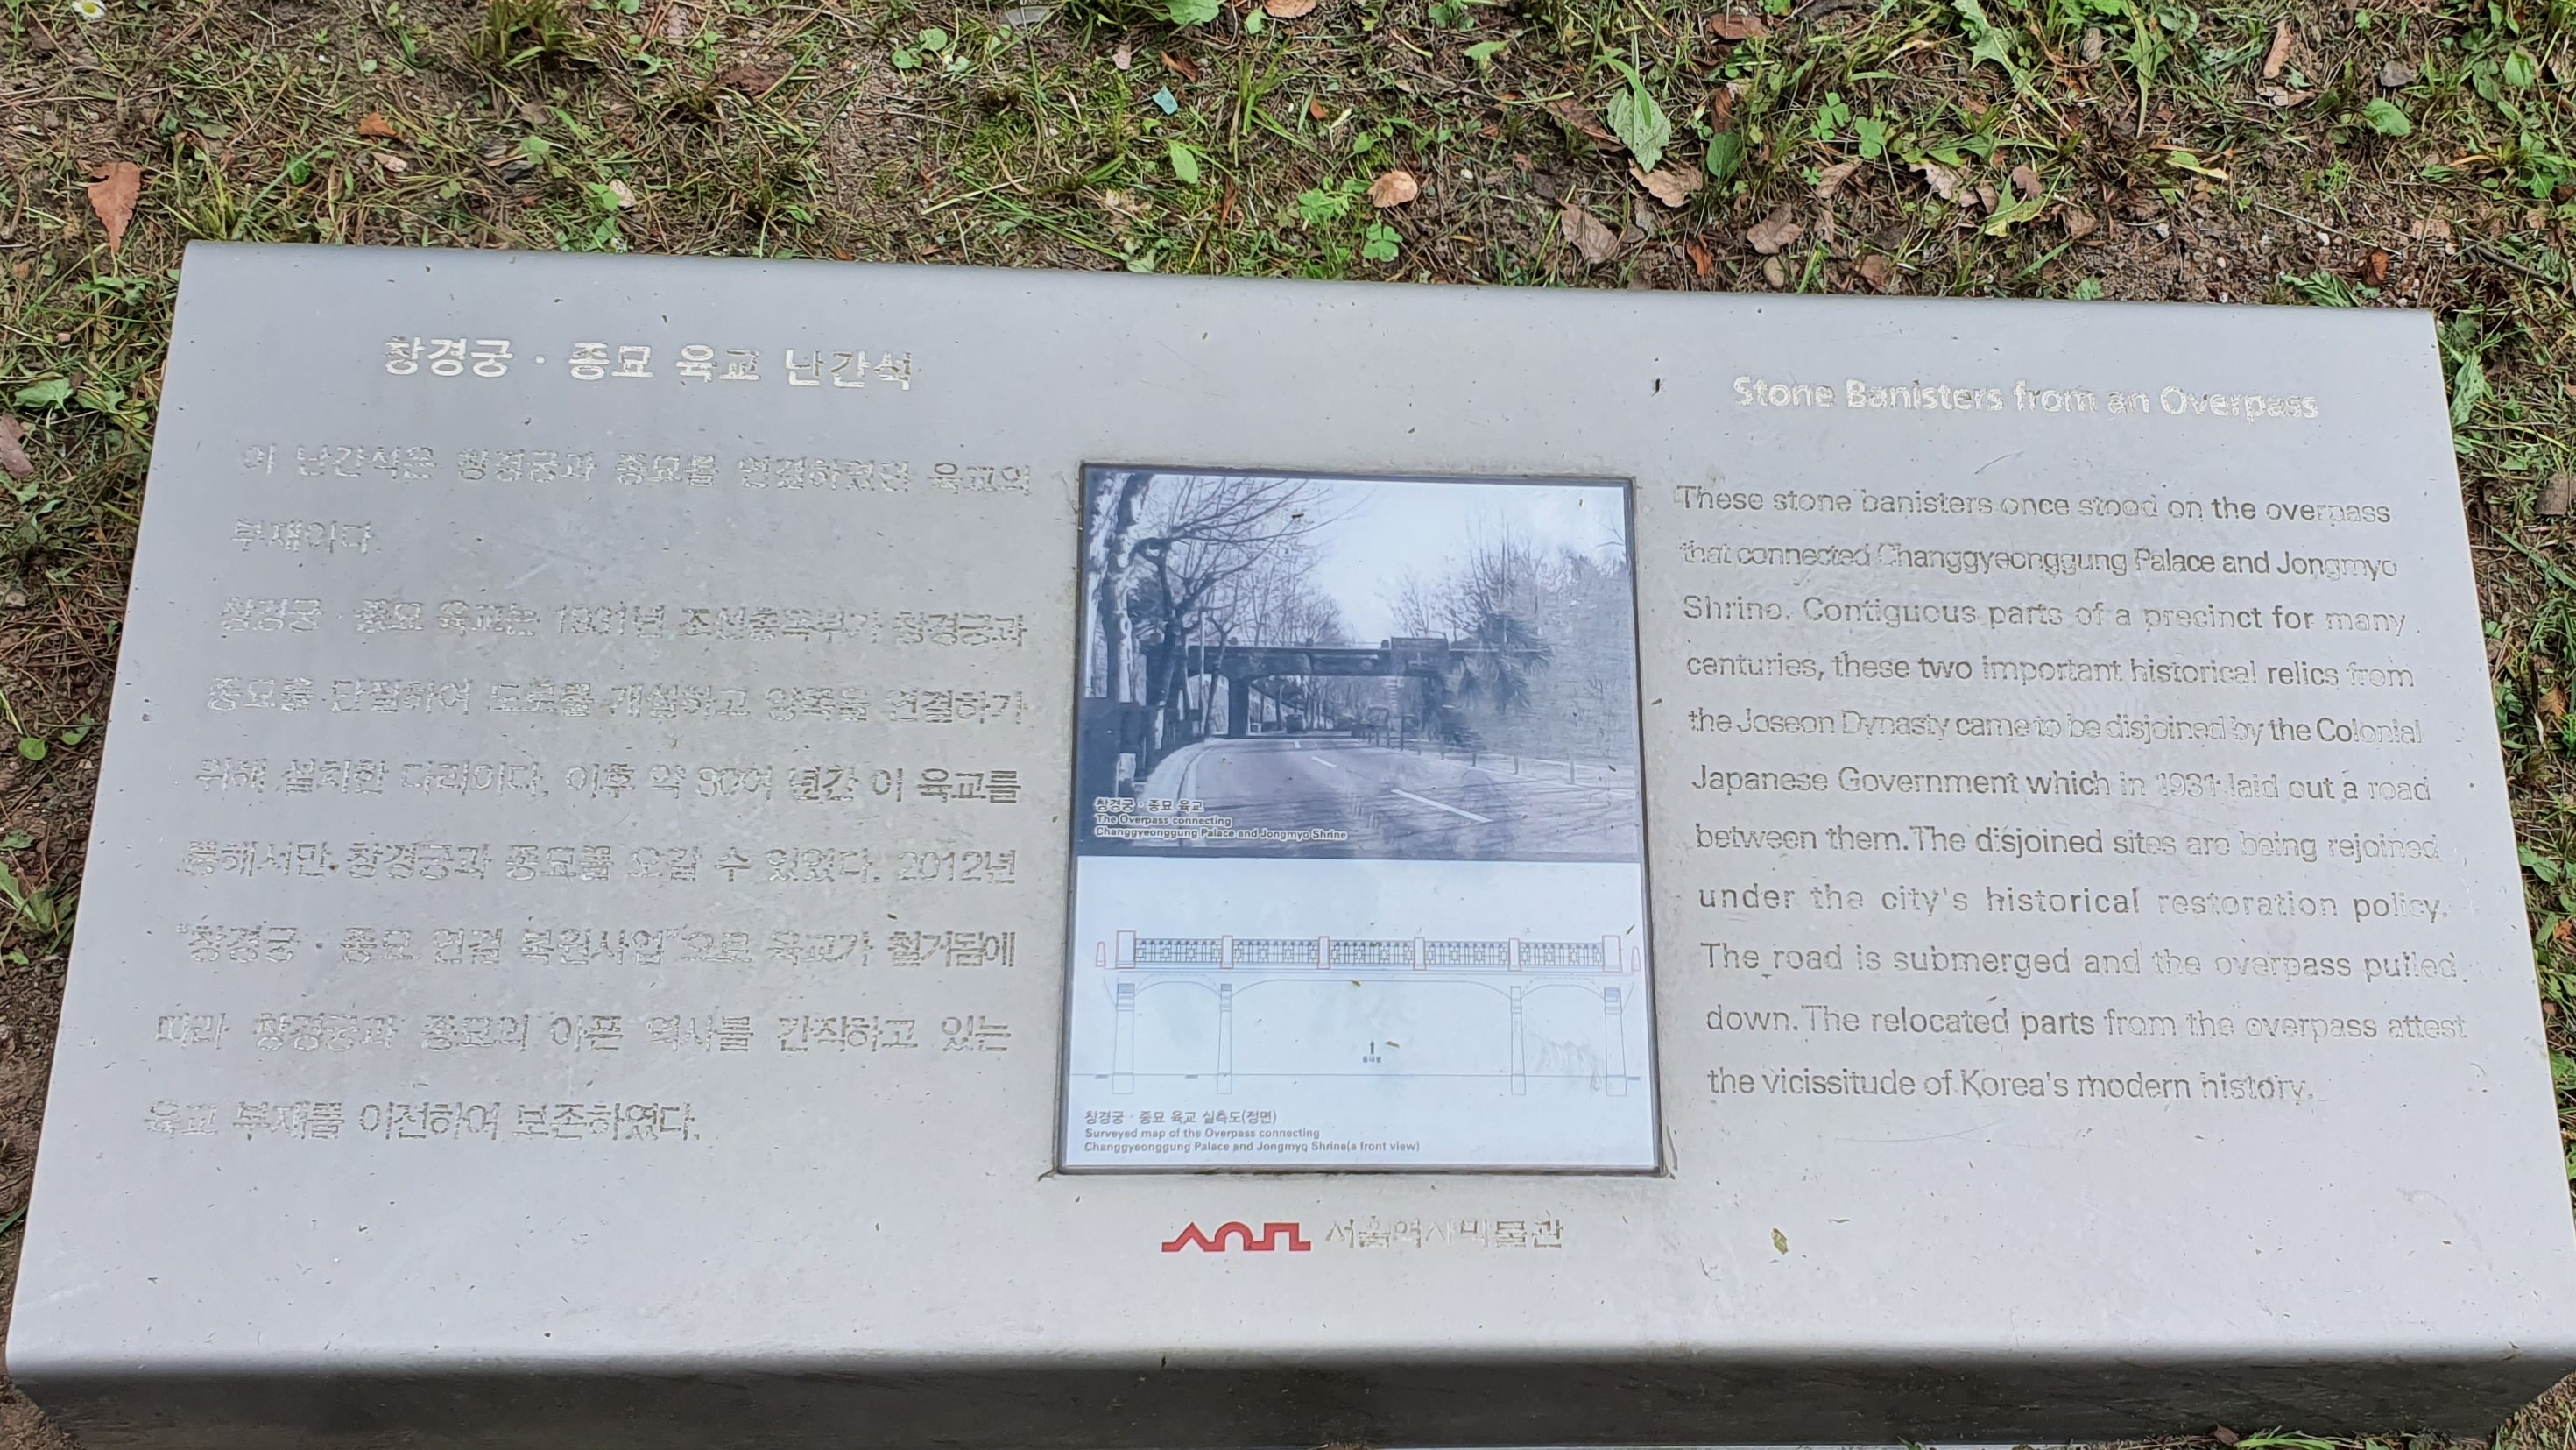 창경궁 · 종묘 육교 난간석
이 난간석은 창경궁과 종묘를 연결하였던 육교의
부재이다.
창경궁 · 종묘 육교는 1931년 조선총독부가 창경궁과
종묘를 단절하여 도로를 개설하고 양쪽을 연결하기
위해 설치한 다리이다. 이후 약 80여 년간 이 육교를
통해서만 창경궁과 종묘를 오갈 수 있었다. 2012년
"창경궁 · 종묘 연결 복원사업"으로 육교가 철거됨에
따라 창경궁과 종묘의 아픈 역사를 간직하고 있는
육교 부재를 이전하여 보존하였다.
창경궁 · 종묘 육교
The Overpass connecting
Changgyeonggung Palace and Jongmyo Shrine
창경궁 · 종묘 육교 실측도(정면)
Surveyed map of the Overpass connecting
Changgyeonggung Palace and Jongmyo Shrine(a front view)
Stone Banisters from an Overpass
These stone banisters once stood on the overpass
that connected Changgyeonggung Palace and Jongmyo
Shrine. Contiguous parts of a precinct for many
centuries, these two important historical relics from
the Joseon Dynasty came to be disjoined by the Colonial
Japanese Government which in 1931 laid out a road
between them. The disjoined sites are being rejoined
under the city's historical restoration policy.
The road is submerged and the overpass pulled
down. The relocated parts from the overpass attest
the vicissitude of Korea's modern history.
서울역사박물관